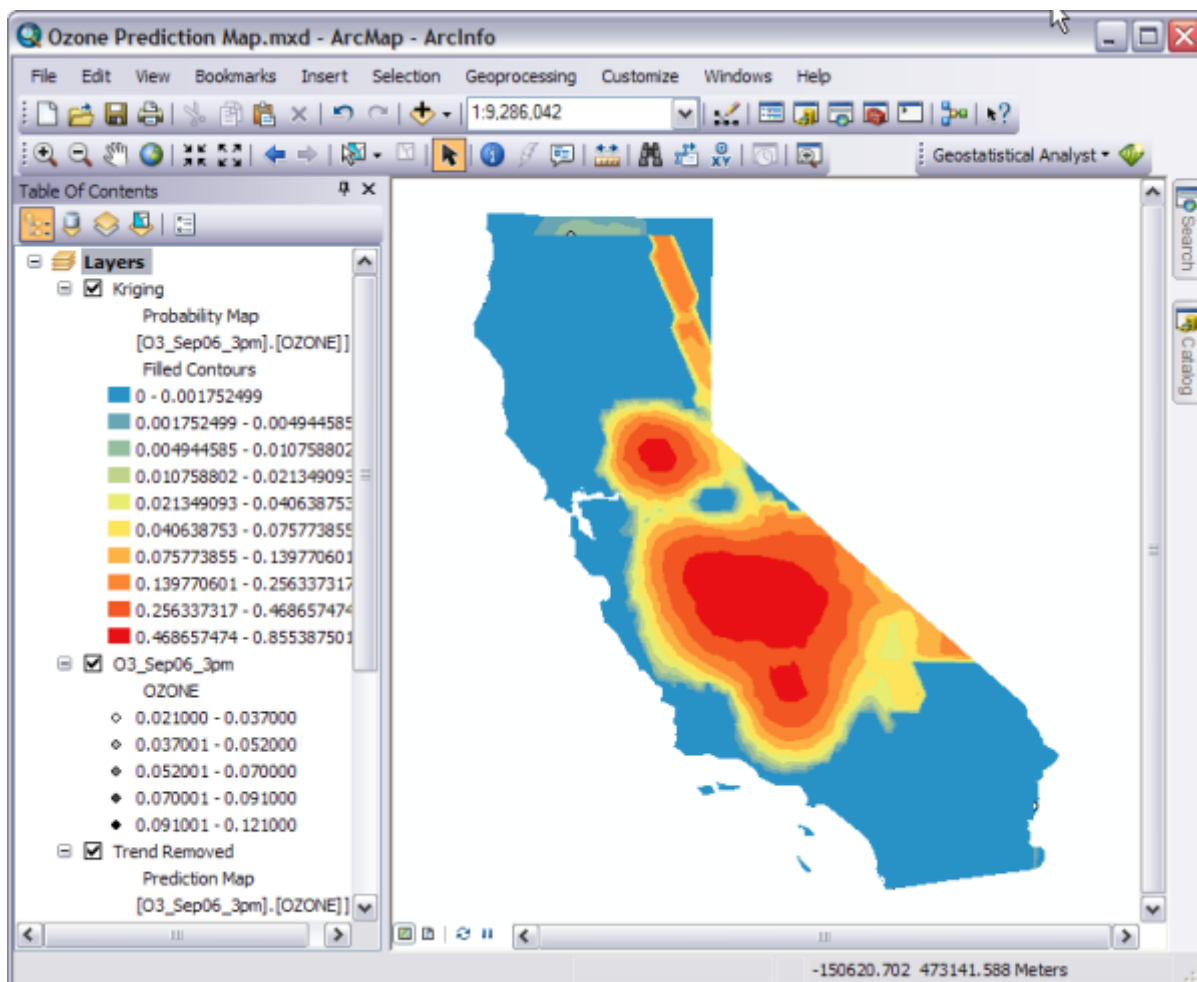 Ozone Prediction Map.mxd - ArcMap - ArcInfo
File Edit View Bookmarks Insert Selection Geoprocessing Customize Windows Help
1:9,286,042
XY
Geostatistical Analyst
Table Of Contents
Layers
Kriging
Probability Map
[O3_Sep06_3pm].[OZONE]]
Filled Contours
0 - 0.001752499
0.001752499 - 0.004944585
0.004944585 - 0.010758802
0.010758802 - 0.021349093
0.021349093 - 0.040638753
0.040638753 - 0.075773855
0.075773855 - 0.139770601
0.139770601 - 0.256337317
0.256337317 - 0.468657474
0.468657474 - 0.855387501
O3_Sep06_3pm
OZONE
0.021000 - 0.037000
0.037001 - 0.052000
0.052001 - 0.070000
0.070001 - 0.091000
0.091001 - 0.121000
Trend Removed
Prediction Map
[O3_Sep06_3pm].[OZONE]]
Search
Catalog
-150620.702 473141.588 Meters